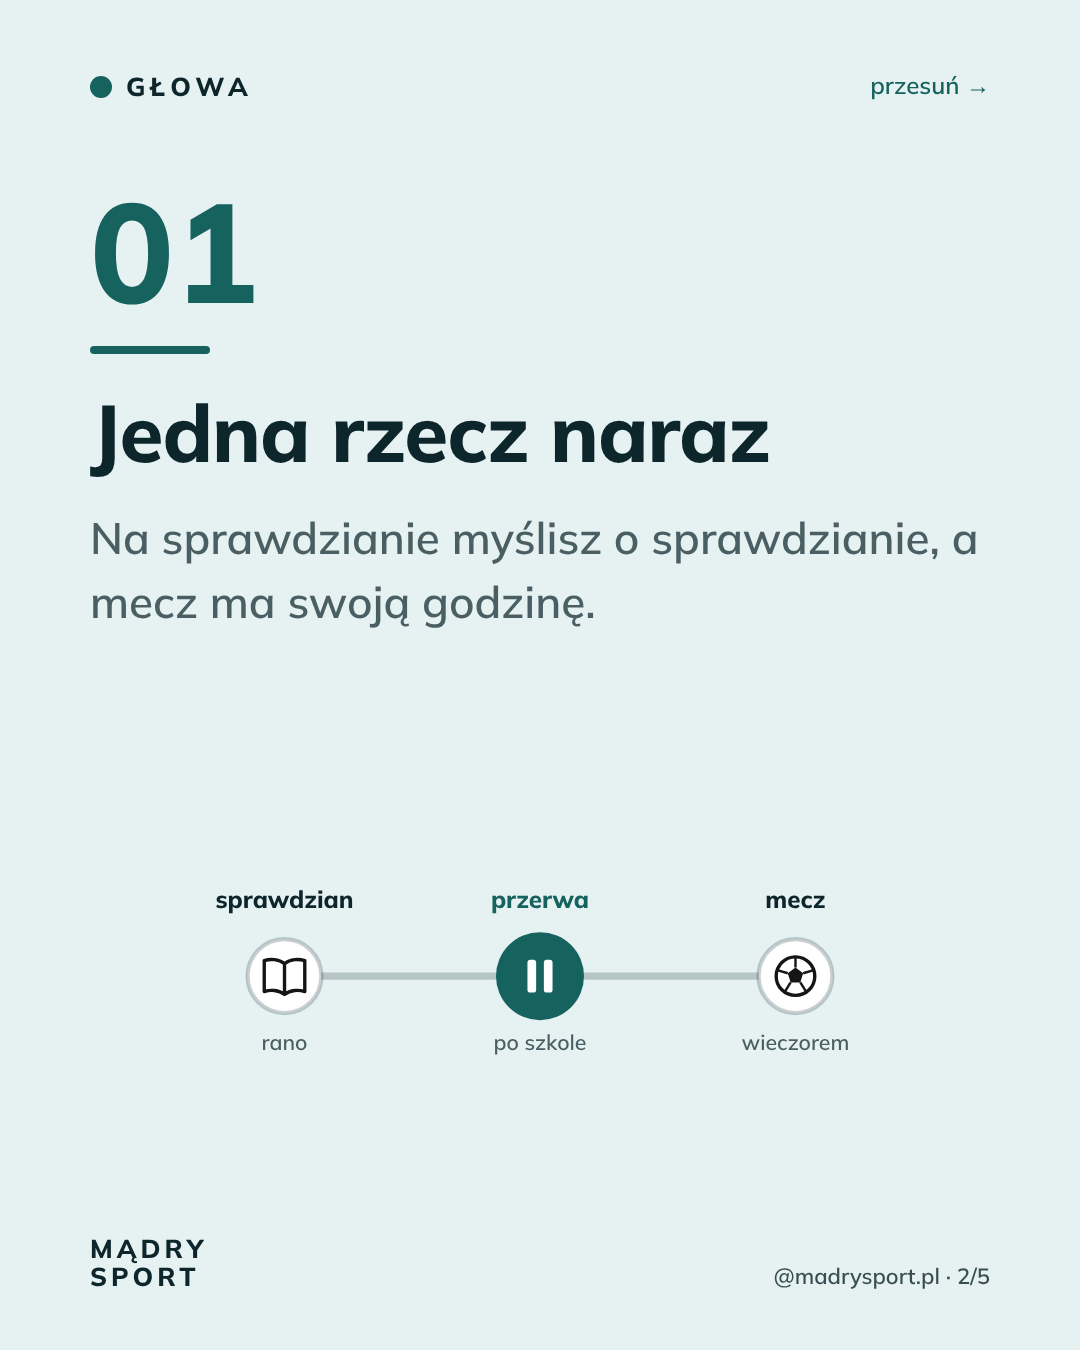 GŁOWA
przesuń →
01
Jedna rzecz naraz
Na sprawdzianie myślisz o sprawdzianie, a
mecz ma swoją godzinę.
sprawdzian
przerwa
mecz
rano
po szkole
wieczorem
MĄDRY
SPORT
@madrysport.pl · 2/5